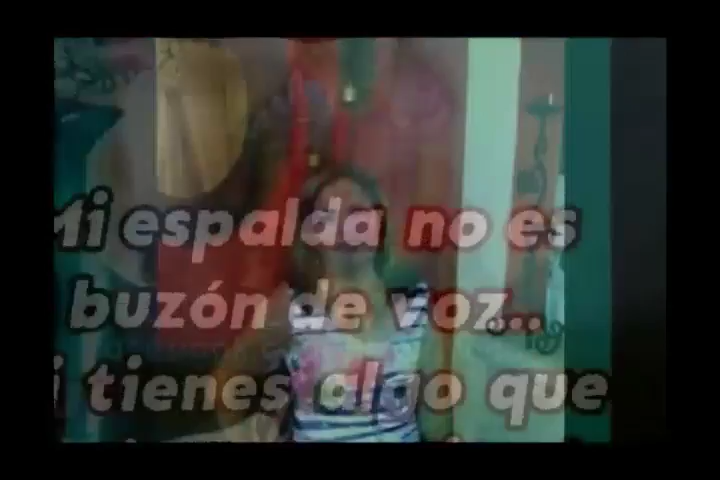 Mi espalda no es
buzón de voz..
i tienes algo que